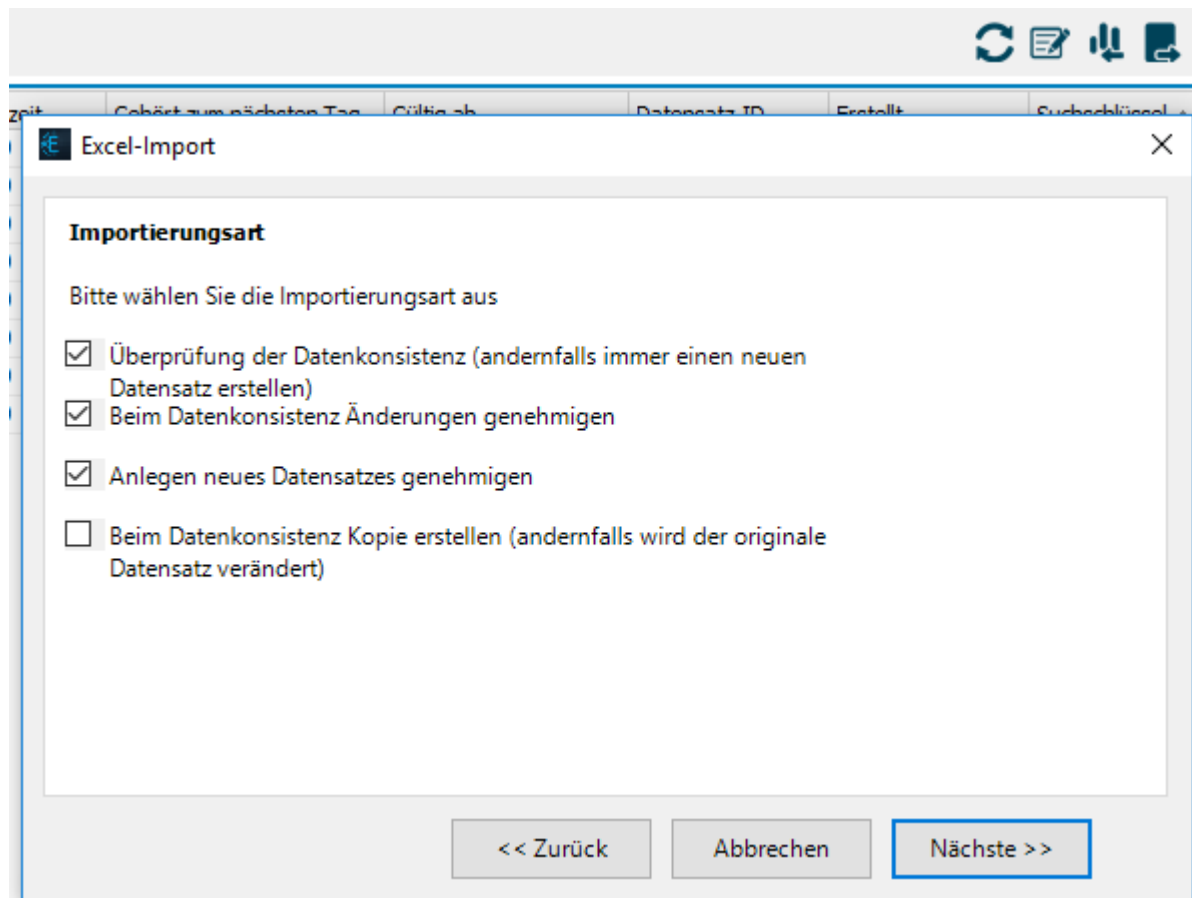 Excel-Import
Importierungsart
Bitte wählen Sie die Importierungsart aus
Überprüfung der Datenkonsistenz (andernfalls immer einen neuen
Datensatz erstellen)
Beim Datenkonsistenz Änderungen genehmigen
Anlegen neues Datensatzes genehmigen
Beim Datenkonsistenz Kopie erstellen (andernfalls wird der originale
Datensatz verändert)
<< Zurück
Abbrechen
Nächste >>